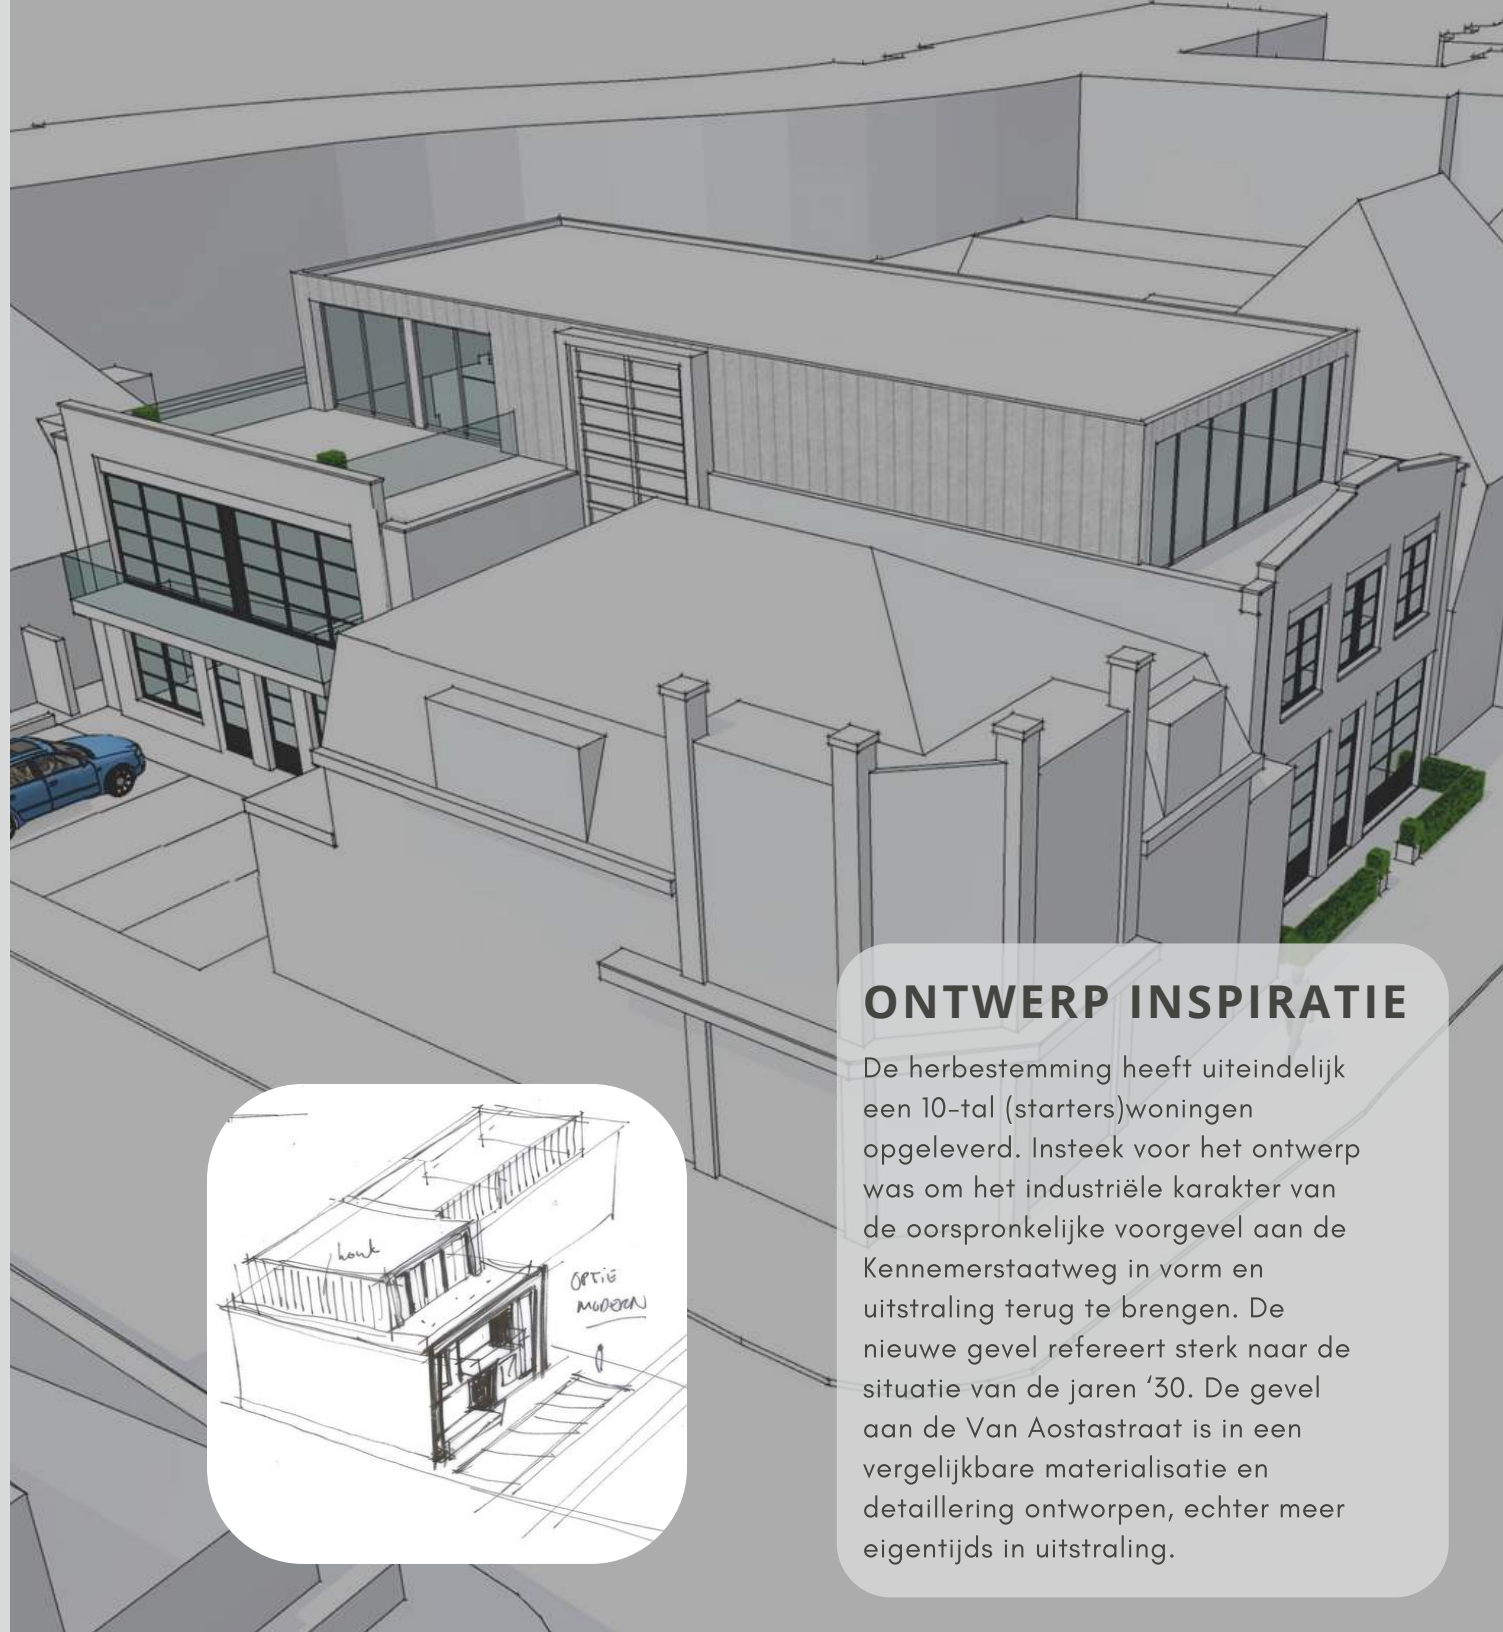 ONTWERP INSPIRATIE
De herbestemming heeft uiteindelijk
een 10-tal (starters)woningen
opgeleverd. Insteek voor het ontwerp
was om het industriële karakter van
de oorspronkelijke voorgevel aan de
Kennemerstaatweg in vorm en
uitstraling terug te brengen. De
nieuwe gevel refereert sterk naar de
situatie van de jaren ‘30. De gevel
aan de Van Aostastraat is in een
vergelijkbare materialisatie en
detaillering ontworpen, echter meer
eigentijds in uitstraling.
hout
OPTIE
MODERN